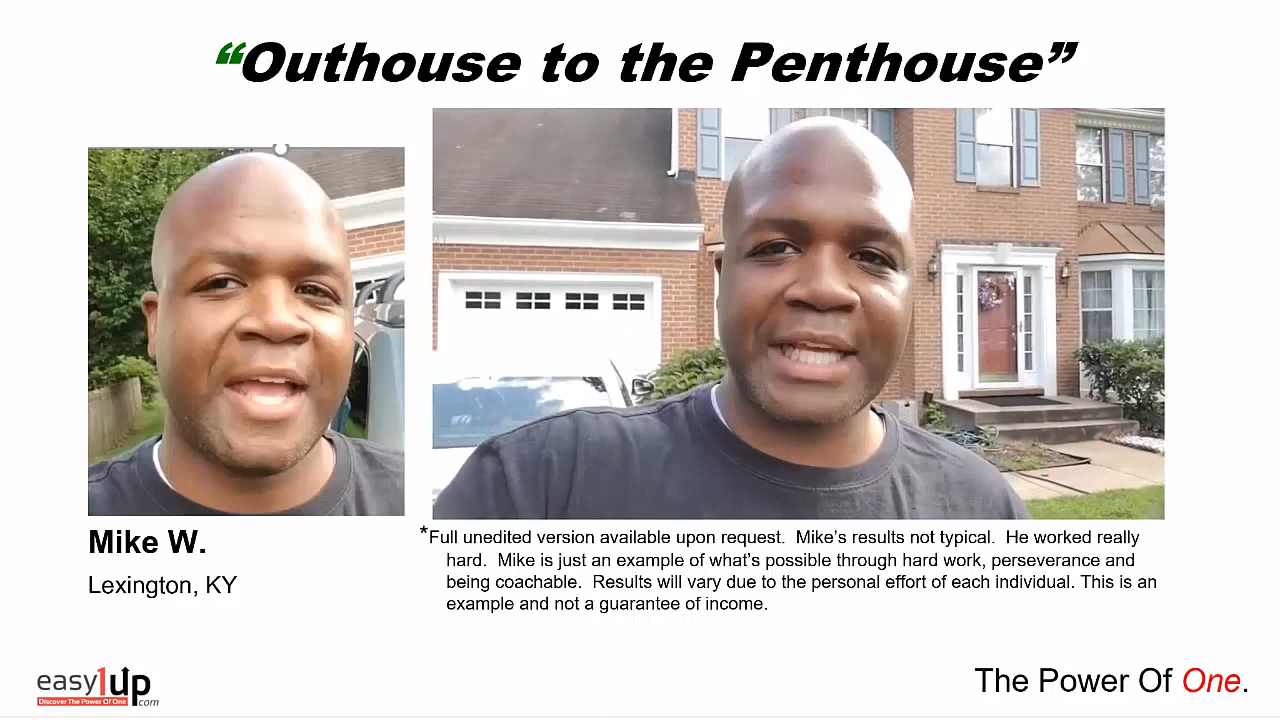 “Outhouse to the Penthouse”
Mike W.
Lexington, KY
*Full unedited version available upon request. Mike’s results not typical. He worked really
hard. Mike is just an example of what’s possible through hard work, perseverance and
being coachable. Results will vary due to the personal effort of each individual. This is an
example and not a guarantee of income.
easy1up
Discover The Power Of One .com
The Power Of One.